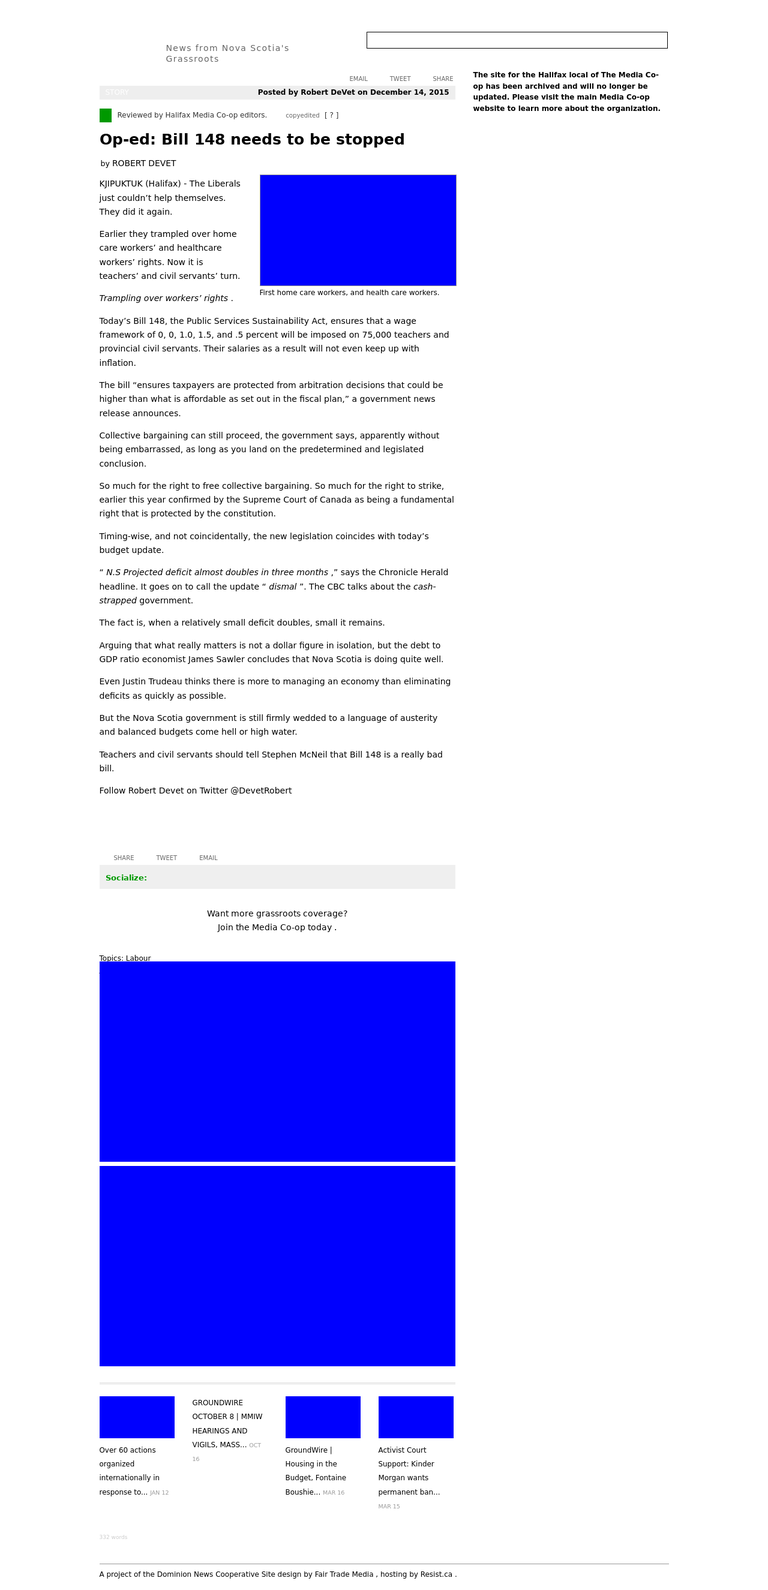 News from Nova Scotia's
Grassroots
EMAIL TWEET SHARE
STORY Posted by Robert DeVet on December 14, 2015
The site for the Halifax local of The Media Co-
op has been archived and will no longer be
updated. Please visit the main Media Co-op
website to learn more about the organization.
Reviewed by Halifax Media Co-op editors. copyedited [ ? ]
Op-ed: Bill 148 needs to be stopped
by ROBERT DEVET
KJIPUKTUK (Halifax) - The Liberals
just couldn’t help themselves.
They did it again.
Earlier they trampled over home
care workers’ and healthcare
workers’ rights. Now it is
teachers’ and civil servants’ turn.
First home care workers, and health care workers.
Trampling over workers’ rights .
Today’s Bill 148, the Public Services Sustainability Act, ensures that a wage
framework of 0, 0, 1.0, 1.5, and .5 percent will be imposed on 75,000 teachers and
provincial civil servants. Their salaries as a result will not even keep up with
inflation.
The bill “ensures taxpayers are protected from arbitration decisions that could be
higher than what is affordable as set out in the fiscal plan,” a government news
release announces.
Collective bargaining can still proceed, the government says, apparently without
being embarrassed, as long as you land on the predetermined and legislated
conclusion.
So much for the right to free collective bargaining. So much for the right to strike,
earlier this year confirmed by the Supreme Court of Canada as being a fundamental
right that is protected by the constitution.
Timing-wise, and not coincidentally, the new legislation coincides with today’s
budget update.
“ N.S Projected deficit almost doubles in three months ,” says the Chronicle Herald
headline. It goes on to call the update “ dismal ”. The CBC talks about the cash-
strapped government.
The fact is, when a relatively small deficit doubles, small it remains.
Arguing that what really matters is not a dollar figure in isolation, but the debt to
GDP ratio economist James Sawler concludes that Nova Scotia is doing quite well.
Even Justin Trudeau thinks there is more to managing an economy than eliminating
deficits as quickly as possible.
But the Nova Scotia government is still firmly wedded to a language of austerity
and balanced budgets come hell or high water.
Teachers and civil servants should tell Stephen McNeil that Bill 148 is a really bad
bill.
Follow Robert Devet on Twitter @DevetRobert
SHARE TWEET EMAIL
Socialize:
Want more grassroots coverage?
Join the Media Co-op today .
Topics: Labour
Over 60 actions
organized
internationally in
response to... JAN 12
GROUNDWIRE
OCTOBER 8 | MMIW
HEARINGS AND
VIGILS, MASS... OCT
16
GroundWire |
Housing in the
Budget, Fontaine
Boushie... MAR 16
Activist Court
Support: Kinder
Morgan wants
permanent ban...
MAR 15
332 words
A project of the Dominion News Cooperative Site design by Fair Trade Media , hosting by Resist.ca .